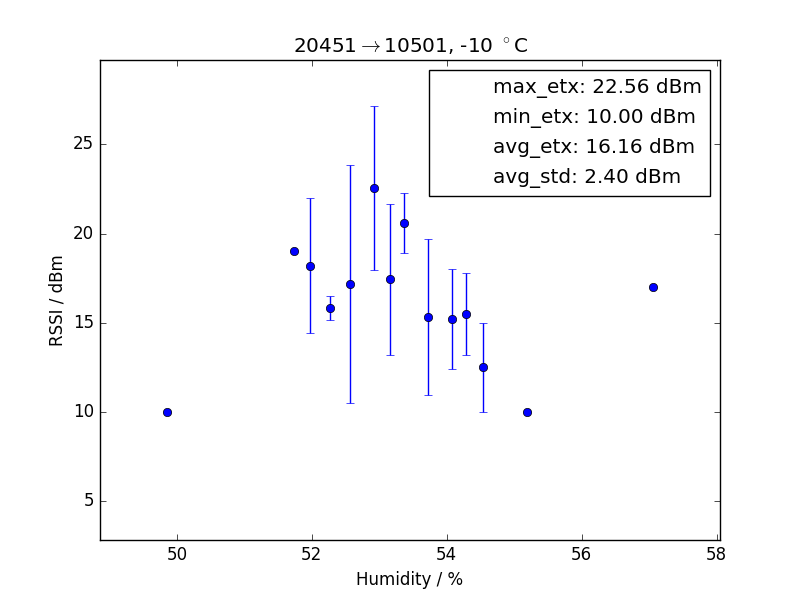 20451→10501, -10 °C
max_etx: 22.56 dBm
min_etx: 10.00 dBm
avg_etx: 16.16 dBm
avg_std: 2.40 dBm
RSSI / dBm
25
20
15
10
5
50 52 54 56 58
Humidity / %